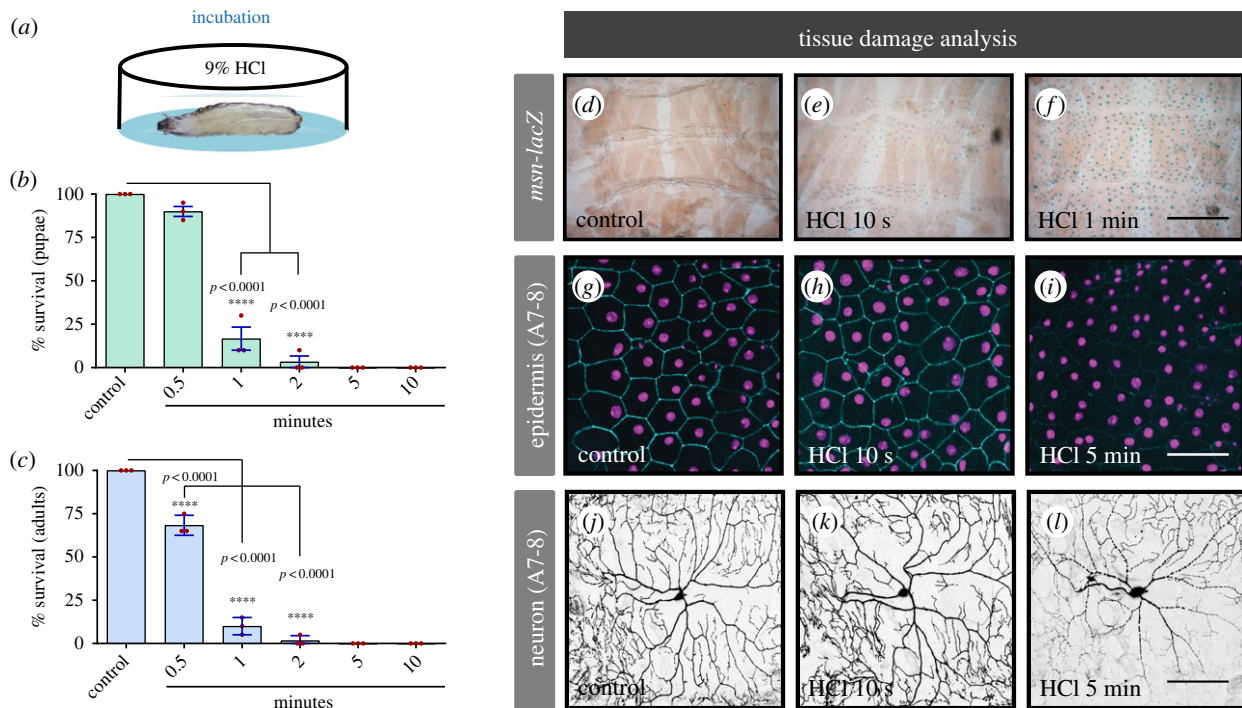 (a)
incubation
9% HCl
(b)
% survival (pupae)
100
75
50
25
0
p < 0.0001
****
p < 0.0001
****
control
0.5
1
2
5
10
minutes
(c)
% survival (adults)
100
75
50
25
0
p < 0.0001
****
p < 0.0001
****
p < 0.0001
****
control
0.5
1
2
5
10
minutes
tissue damage analysis
msn-lacZ
(d)
control
(e)
HCl 10 s
(f)
HCl 1 min
epidermis (A7-8)
(g)
control
(h)
HCl 10 s
(i)
HCl 5 min
neuron (A7-8)
(j)
control
(k)
HCl 10 s
(l)
HCl 5 min